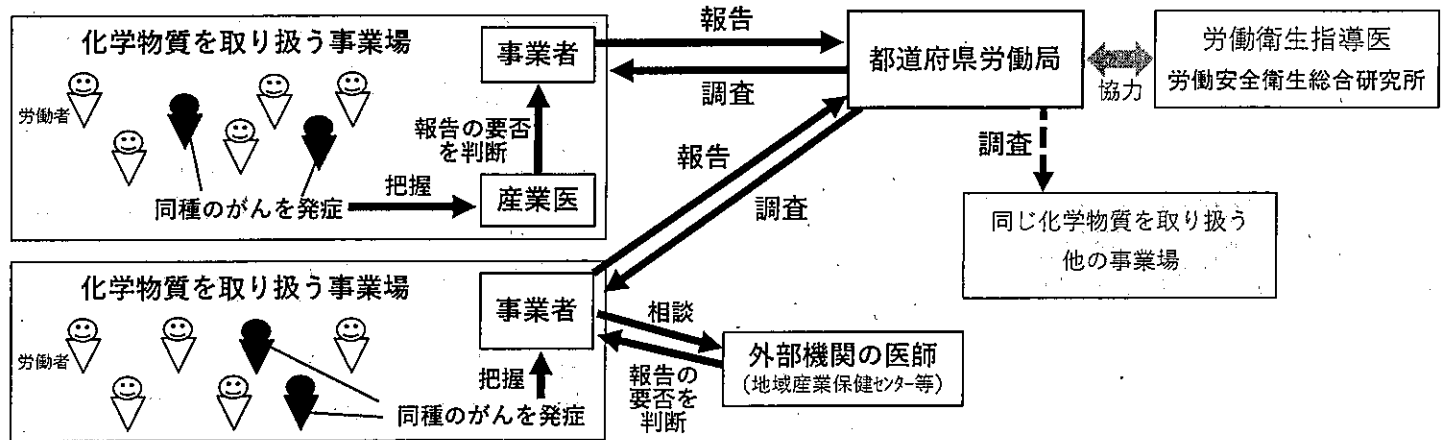 化学物質を取り扱う事業場
労働者
事業者
報告の要否
を判断
把握
産業医
同種のがんを発症
報告
調査
都道府県労働局
協力
労働衛生指導医
労働安全衛生総合研究所
調査
同じ化学物質を取り扱う
他の事業場
報告
調査
化学物質を取り扱う事業場
労働者
事業者
把握
同種のがんを発症
相談
報告の
要否を
判断
外部機関の医師
(地域産業保健センター等)